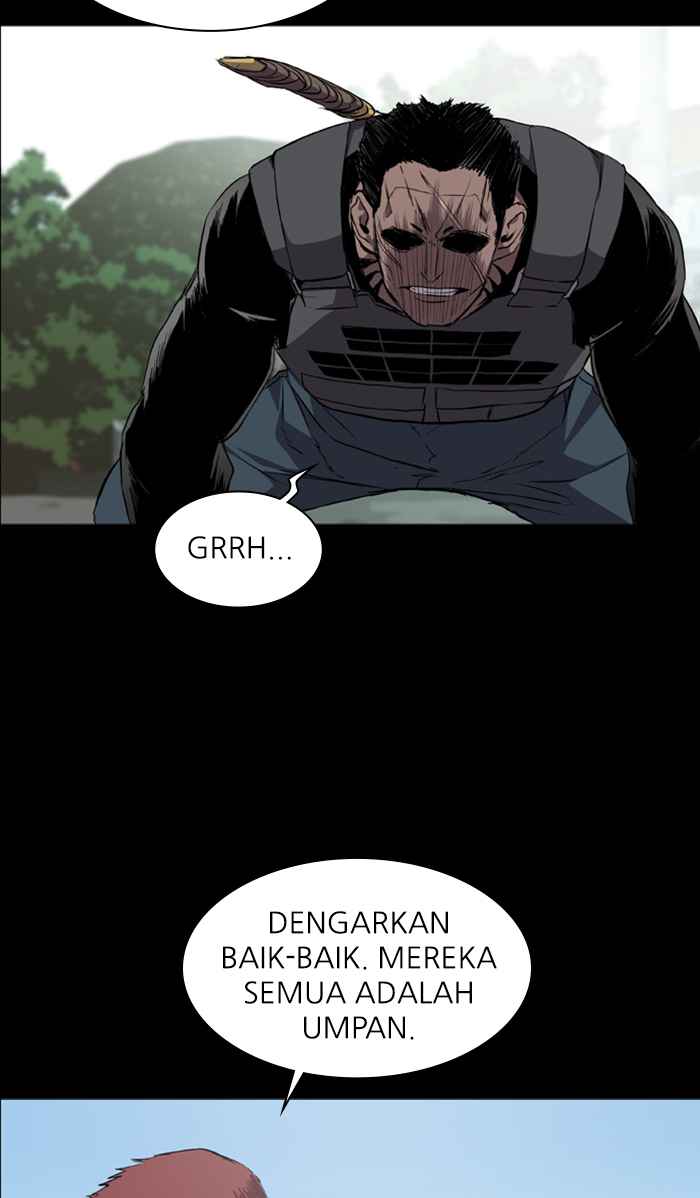 GRRH...
DENGARKAN
BAIK-BAIK. MEREKA
SEMUA ADALAH
UMPAN.